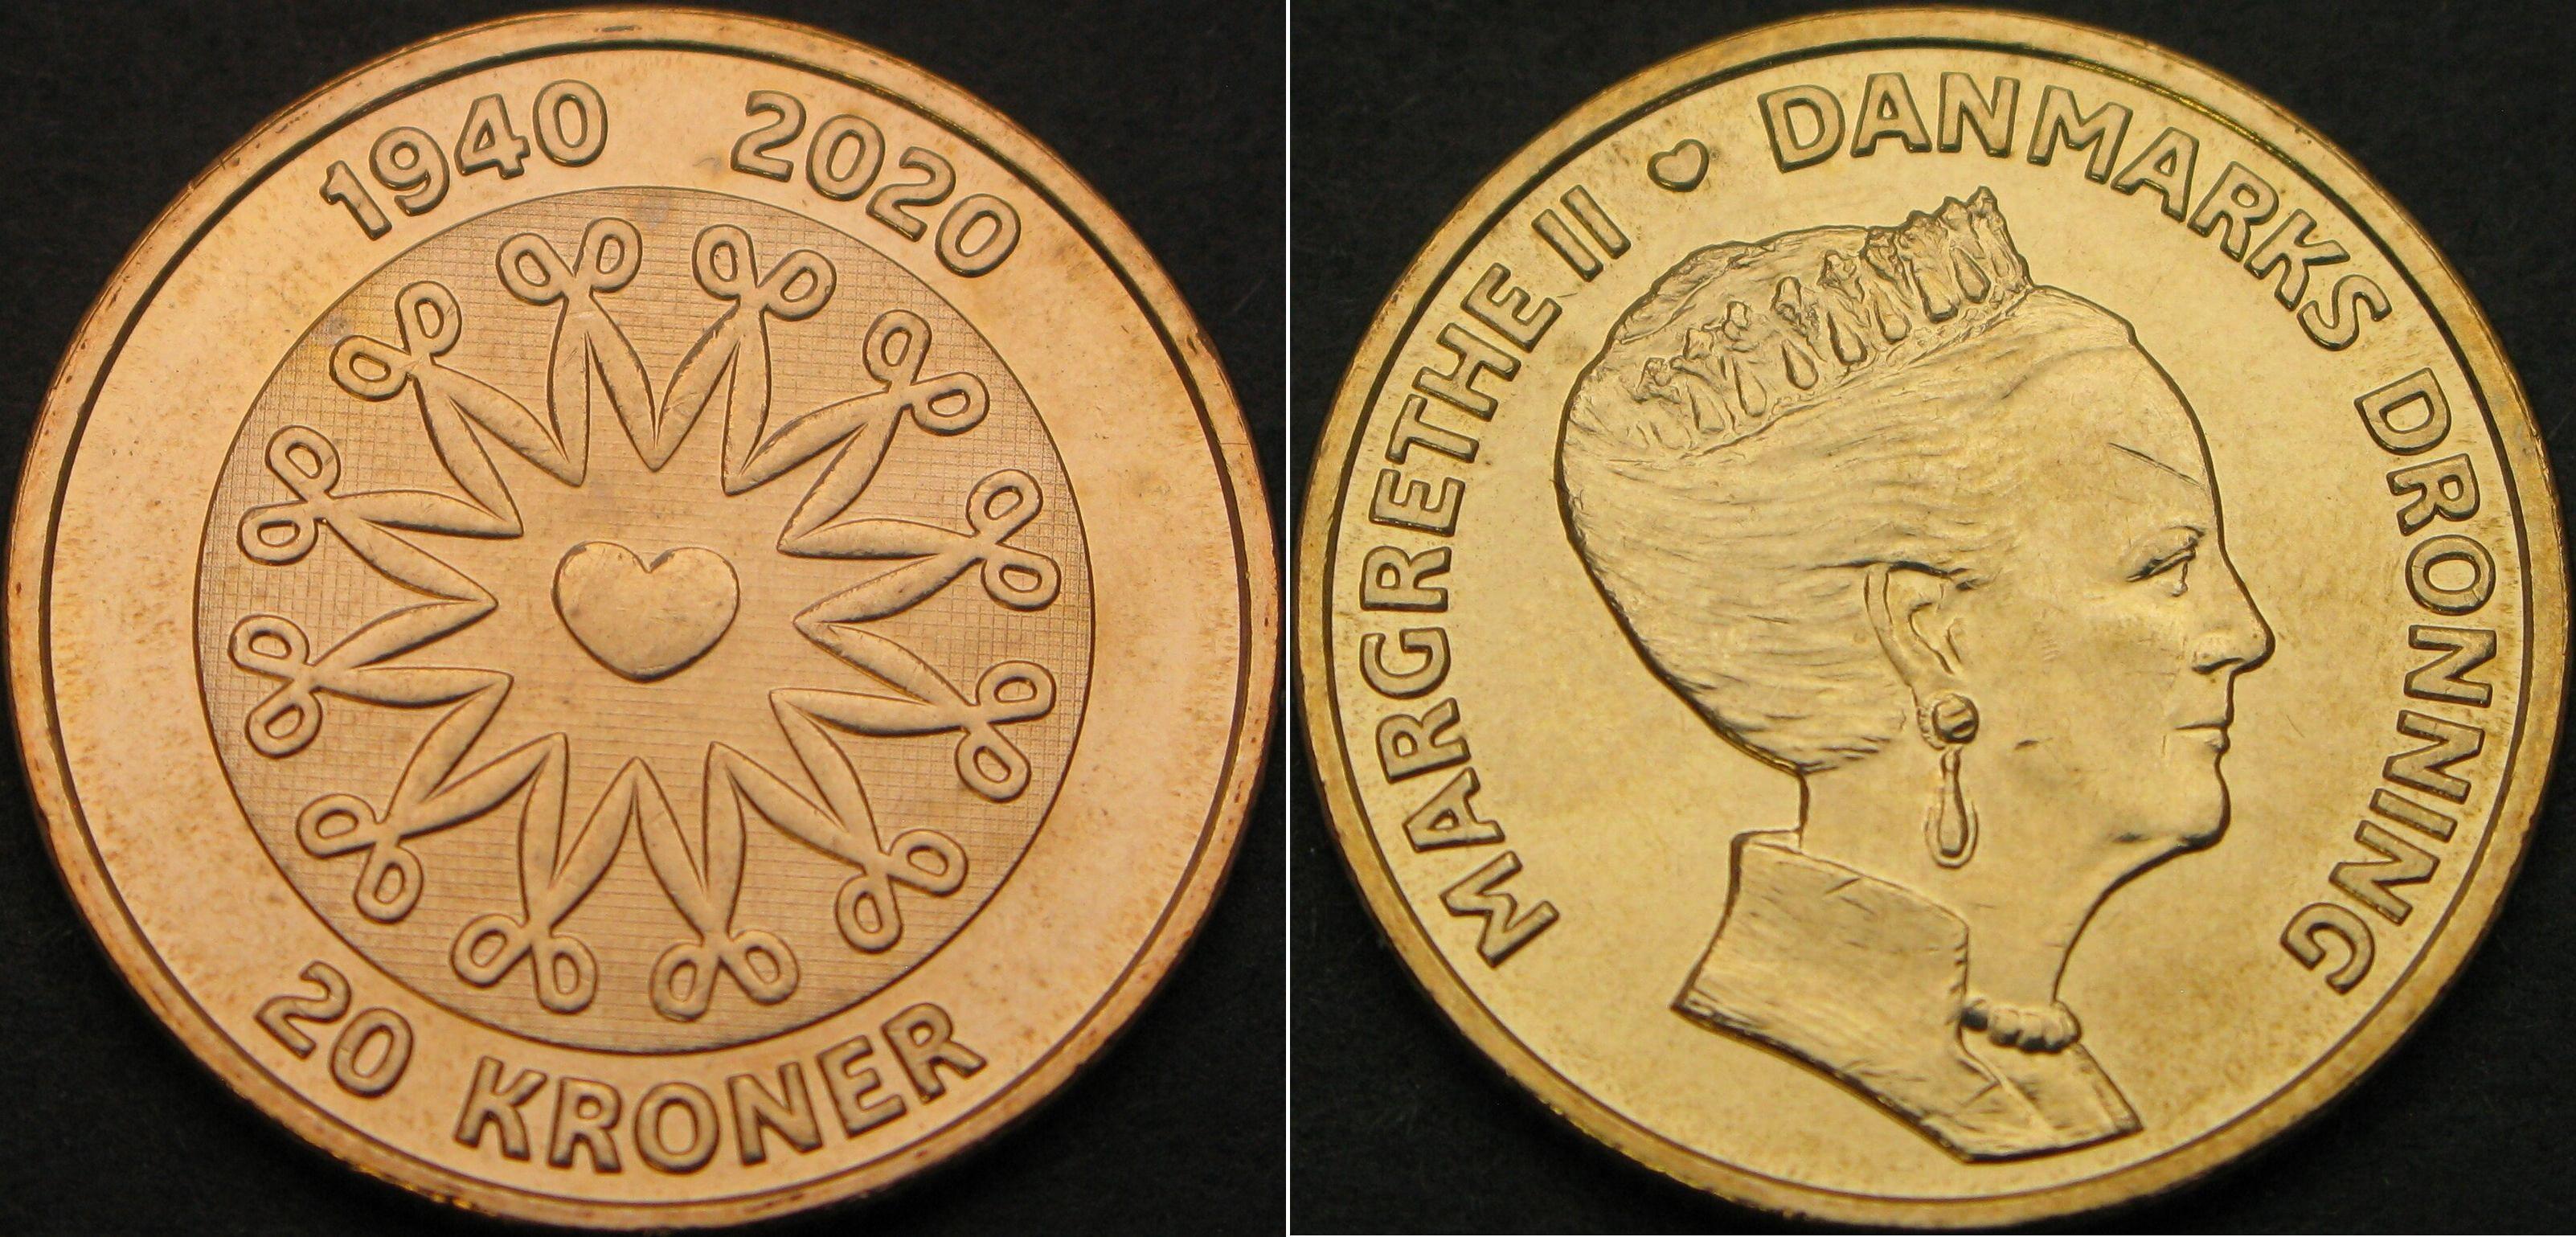 1940 2020
20 KRONER
MARGRETHE II ♥ DANMARKS DRONNING